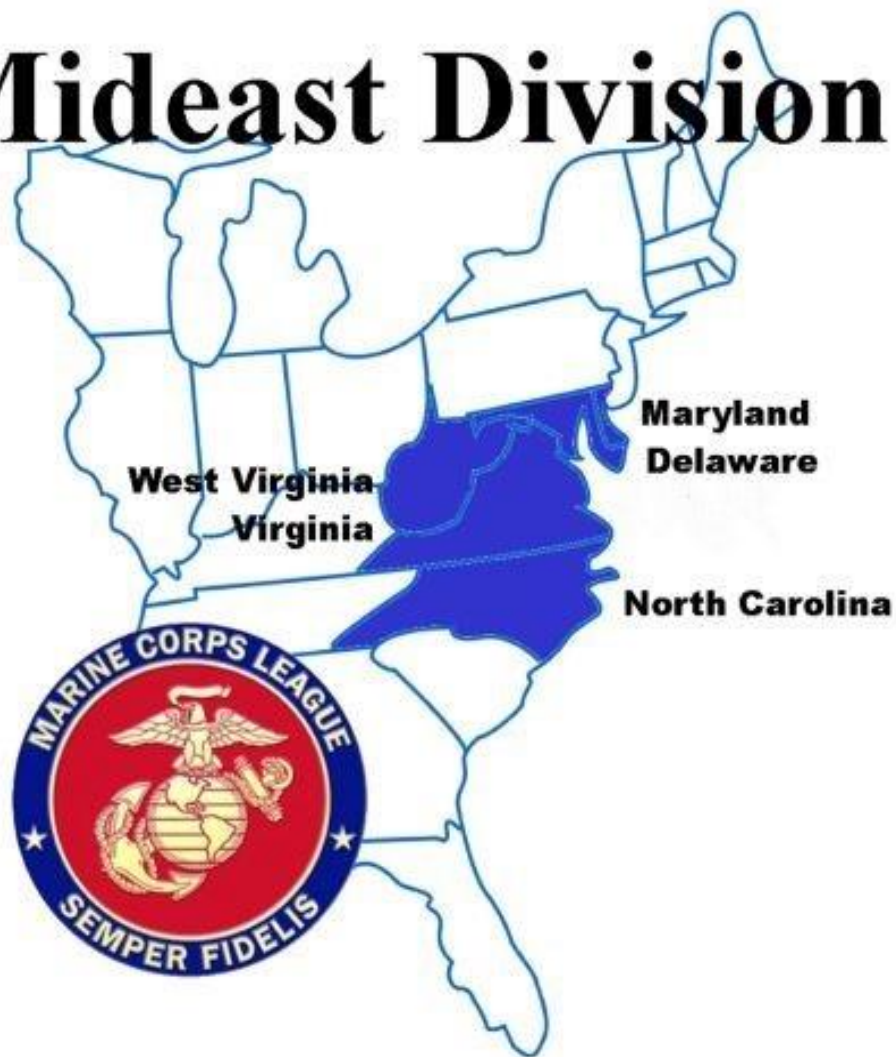 Mideast Division
Maryland
Delaware
West Virginia
Virginia
North Carolina
MARINE CORPS LEAGUE
SEMPER FIDELIS